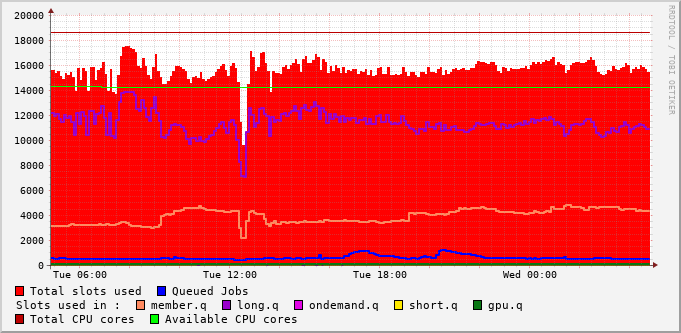 RRDTOOL / TOBI OETIKER
20000
18000
16000
14000
12000
10000
8000
6000
4000
2000
0
Tue 06:00 Tue 12:00 Tue 18:00 Wed 00:00
Total slots used Queued Jobs
Slots used in : member.q long.q ondemand.q short.q gpu.q
Total CPU cores Available CPU cores